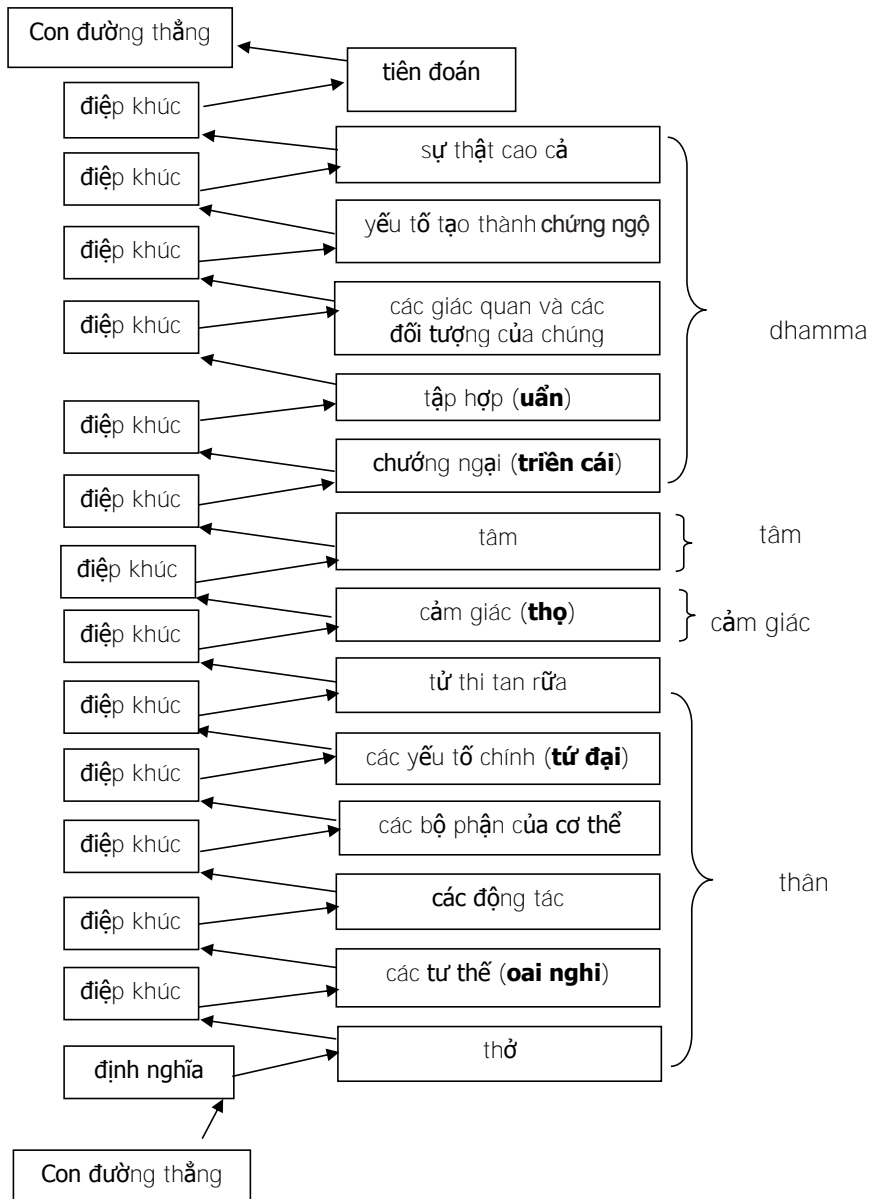 Con đường thẳng
tiên đoán
điệp khúc
sự thật cao cả
điệp khúc
yếu tố tạo thành chứng ngộ
điệp khúc
các giác quan và các
đối tượng của chúng
điệp khúc
dhamma
tập hợp (uẩn)
điệp khúc
chướng ngại (triền cái)
điệp khúc
tâm
tâm
điệp khúc
cảm giác (thọ)
cảm giác
điệp khúc
tử thi tan rữa
điệp khúc
các yếu tố chính (tứ đại)
điệp khúc
các bộ phận của cơ thể
điệp khúc
các động tác
thân
điệp khúc
các tư thế (oai nghi)
điệp khúc
thở
định nghĩa
Con đường thẳng